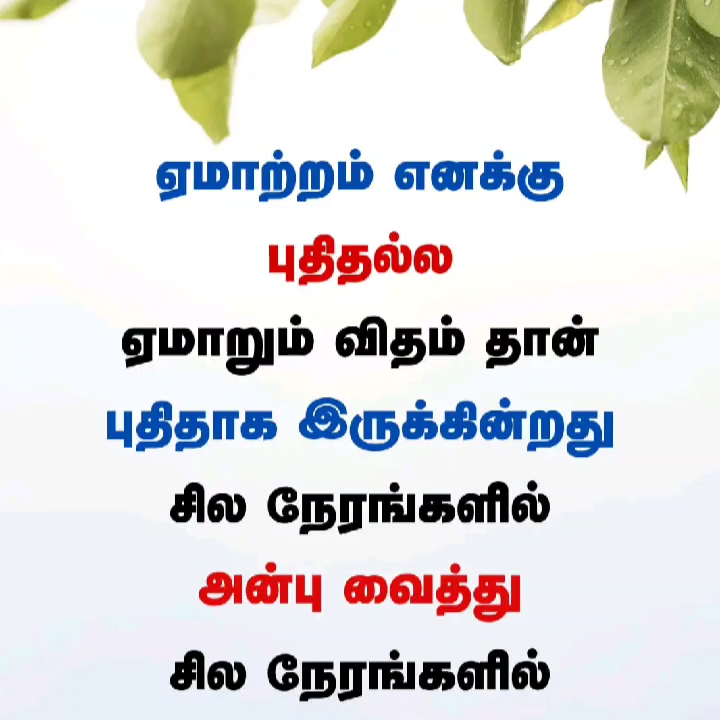 ஏமாற்றம் எனக்கு
புதிதல்ல
ஏமாறும் விதம் தான்
புதிதாக இருக்கின்றது
சில நேரங்களில்
அன்பு வைத்து
சில நேரங்களில்